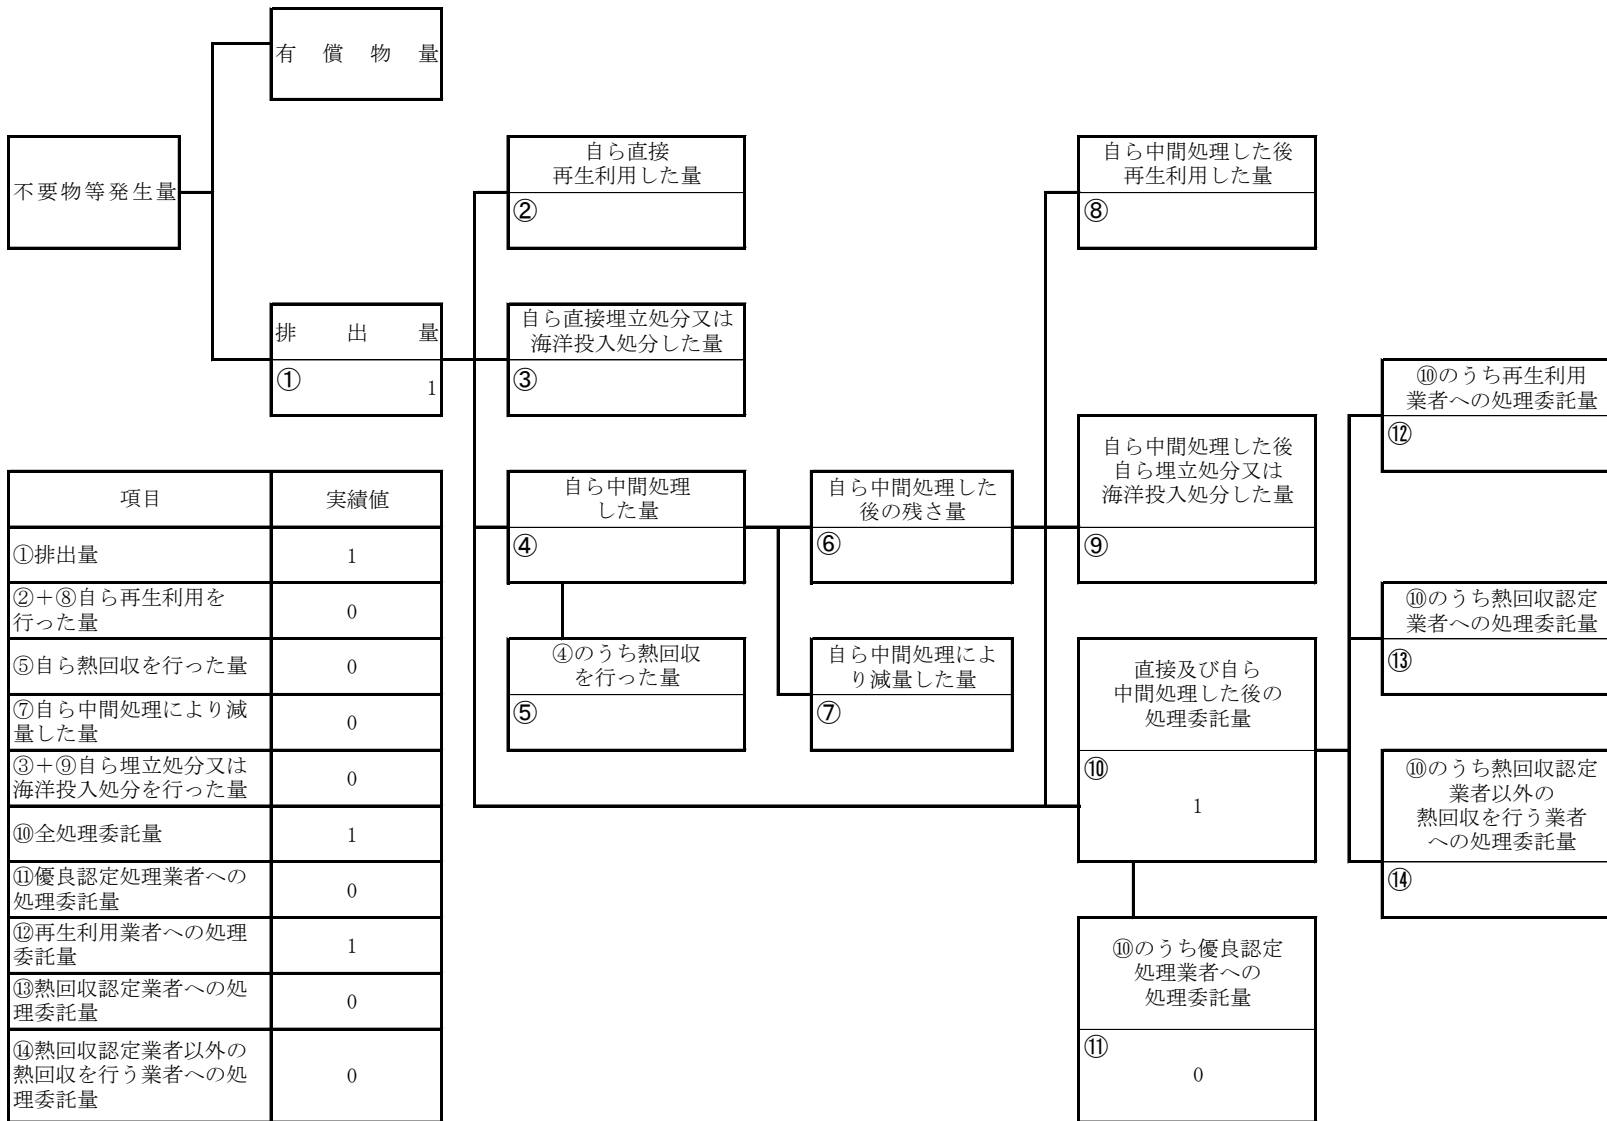 有償物量
不要物等発生量
排出量
①
1
自ら直接
再生利用した量
②
自ら直接埋立処分又は
海洋投入処分した量
③
自ら中間処理
した量
④
④のうち熱回収
を行った量
⑤
自ら中間処理した
後の残さ量
⑥
自ら中間処理によ
り減量した量
⑦
自ら中間処理した後
再生利用した量
⑧
自ら中間処理した後
自ら埋立処分又は
海洋投入処分した量
⑨
直接及び自ら
中間処理した後の
処理委託量
⑩
1
⑩のうち優良認定
処理業者への
処理委託量
⑪
0
⑩のうち再生利用
業者への処理委託量
⑫
⑩のうち熱回収認定
業者への処理委託量
⑬
⑩のうち熱回収認定
業者以外の
熱回収を行う業者
への処理委託量
⑭
項目 実績値
①排出量 1
②+⑧自ら再生利用を
行った量 0
⑤自ら熱回収を行った量 0
⑦自ら中間処理により減
量した量 0
③+⑨自ら埋立処分又は
海洋投入処分を行った量 0
⑩全処理委託量 1
⑪優良認定処理業者への
処理委託量 0
⑫再生利用業者への処理
委託量 1
⑬熱回収認定業者への処
理委託量 0
⑭熱回収認定業者以外の
熱回収を行う業者への処
理委託量 0